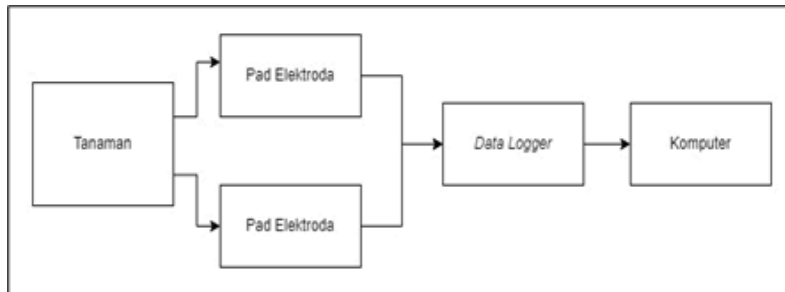 Tanaman
Pad Elektroda
Pad Elektroda
Data Logger
Komputer